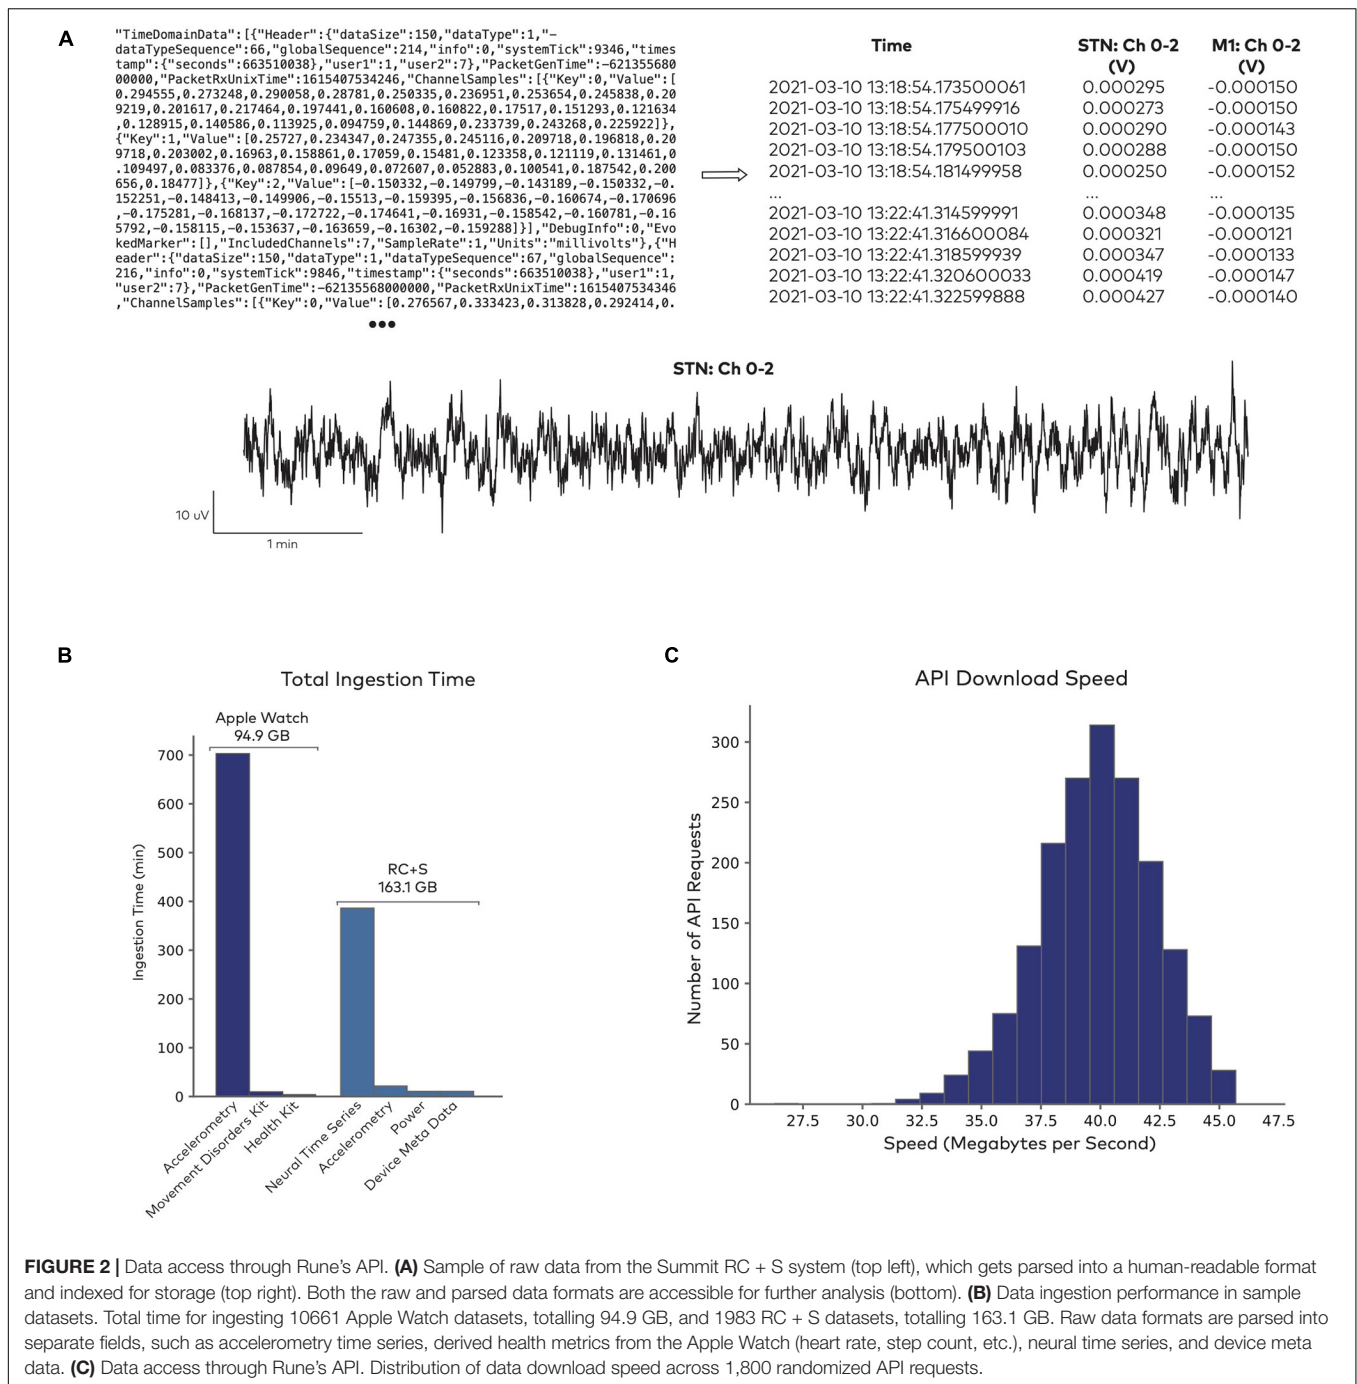 A
"TimeDomainData":[{"Header":{"dataSize":150,"dataType":1,"-
dataTypeSequence":66,"globalSequence":214,"info":0,"systemTick":9346,"times
tamp":{"seconds":663510038},"user1":1,"user2":7},"PacketGenTime":-621355680
00000,"PacketRxUnixTime":1615407534246,"ChannelSamples":[{"Key":0,"Value":[
0.294555,0.273248,0.290058,0.28781,0.250335,0.236951,0.253654,0.245838,0.20
9219,0.201617,0.217464,0.197441,0.160608,0.160822,0.17517,0.151293,0.121634
,0.128915,0.140586,0.113925,0.094759,0.144869,0.233739,0.243268,0.225922]},
{"Key":1,"Value":[0.25727,0.234347,0.247355,0.245116,0.209718,0.196818,0.20
9718,0.203002,0.16963,0.158861,0.17059,0.15481,0.123358,0.121119,0.131461,0
.109497,0.083376,0.087854,0.09649,0.072607,0.052883,0.100541,0.187542,0.200
656,0.18477]},{"Key":2,"Value":[-0.150332,-0.149799,-0.143189,-0.150332,-0.
152251,-0.148413,-0.149906,-0.15513,-0.159395,-0.156836,-0.160674,-0.170696
,-0.175281,-0.168137,-0.172722,-0.174641,-0.16931,-0.158542,-0.160781,-0.16
5792,-0.158115,-0.153637,-0.163659,-0.16302,-0.159288]}],"DebugInfo":0,"Evo
kedMarker":[],"IncludedChannels":7,"SampleRate":1,"Units":"millivolts"},{"H
eader":{"dataSize":150,"dataType":1,"dataTypeSequence":67,"globalSequence":
216,"info":0,"systemTick":9846,"timestamp":{"seconds":663510038},"user1":1,
"user2":7},"PacketGenTime":-62135568000000,"PacketRxUnixTime":1615407534346
,"ChannelSamples":[{"Key":0,"Value":[0.276567,0.333423,0.313828,0.292414,0.
•••
Time STN: Ch 0-2 M1: Ch 0-2
(V) (V)
2021-03-10 13:18:54.173500061 0.000295 -0.000150
2021-03-10 13:18:54.175499916 0.000273 -0.000150
2021-03-10 13:18:54.177500010 0.000290 -0.000143
2021-03-10 13:18:54.179500103 0.000288 -0.000150
2021-03-10 13:18:54.181499958 0.000250 -0.000152
... ... ...
2021-03-10 13:22:41.314599991 0.000348 -0.000135
2021-03-10 13:22:41.316600084 0.000321 -0.000121
2021-03-10 13:22:41.318599939 0.000347 -0.000133
2021-03-10 13:22:41.320600033 0.000419 -0.000147
2021-03-10 13:22:41.322599888 0.000427 -0.000140
STN: Ch 0-2
10 uV
1 min
B
Total Ingestion Time
Apple Watch
94.9 GB
RC+S
163.1 GB
Ingestion Time (min)
700
600
500
400
300
200
100
0
Accelerometry
Movement Disorders Kit
Health Kit
Neural Time Series
Accelerometry
Power
Device Meta Data
C
API Download Speed
Number of API Requests
300
250
200
150
100
50
0
27.5 30.0 32.5 35.0 37.5 40.0 42.5 45.0 47.5
Speed (Megabytes per Second)
FIGURE 2 | Data access through Rune's API. (A) Sample of raw data from the Summit RC + S system (top left), which gets parsed into a human-readable format
and indexed for storage (top right). Both the raw and parsed data formats are accessible for further analysis (bottom). (B) Data ingestion performance in sample
datasets. Total time for ingesting 10661 Apple Watch datasets, totalling 94.9 GB, and 1983 RC + S datasets, totalling 163.1 GB. Raw data formats are parsed into
separate fields, such as accelerometry time series, derived health metrics from the Apple Watch (heart rate, step count, etc.), neural time series, and device meta
data. (C) Data access through Rune's API. Distribution of data download speed across 1,800 randomized API requests.